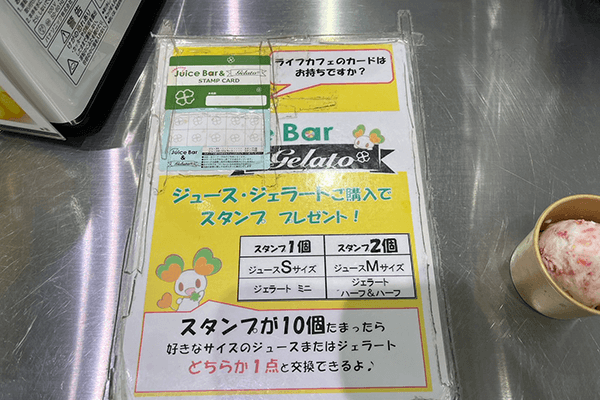 警告
Juice Bar & Gelato
STAMP CARD
Juice Bar
&
Gelato
ライフカフェのカードは
お持ちですか？
e Bar
Gelato
ジュース・ジェラートご購入で
スタンプ プレゼント！
スタンプ1個 スタンプ2個
ジュースSサイズ ジュースMサイズ
ジェラート ミニ ジェラート
ハーフ&ハーフ
スタンプが10個たまったら
好きなサイズのジュースまたはジェラート
どちらか1点と交換できるよ♪